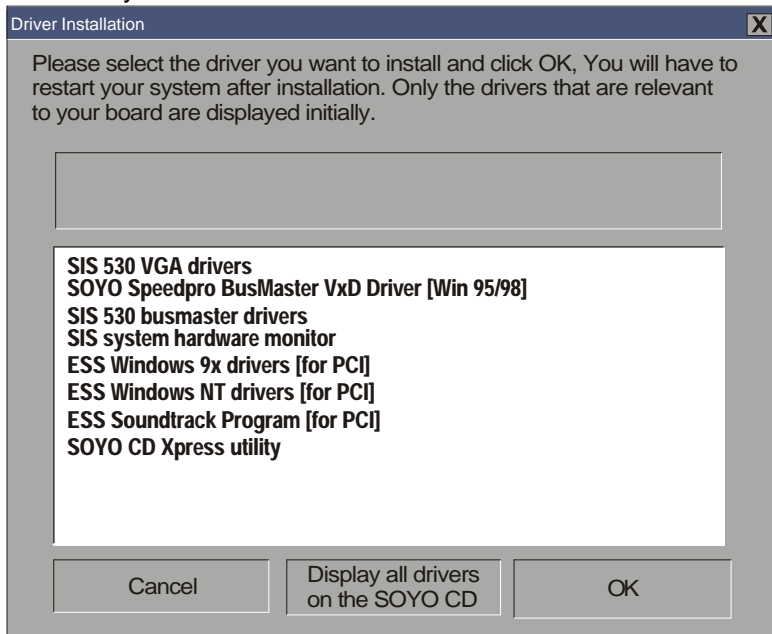 Driver Installation
X
Please select the driver you want to install and click OK, You will have to
restart your system after installation. Only the drivers that are relevant
to your board are displayed initially.
SIS 530 VGA drivers
SOYO Speedpro BusMaster VxD Driver [Win 95/98]
SIS 530 busmaster drivers
SIS system hardware monitor
ESS Windows 9x drivers [for PCI]
ESS Windows NT drivers [for PCI]
ESS Soundtrack Program [for PCI]
SOYO CD Xpress utility
Cancel
Display all drivers
on the SOYO CD
OK